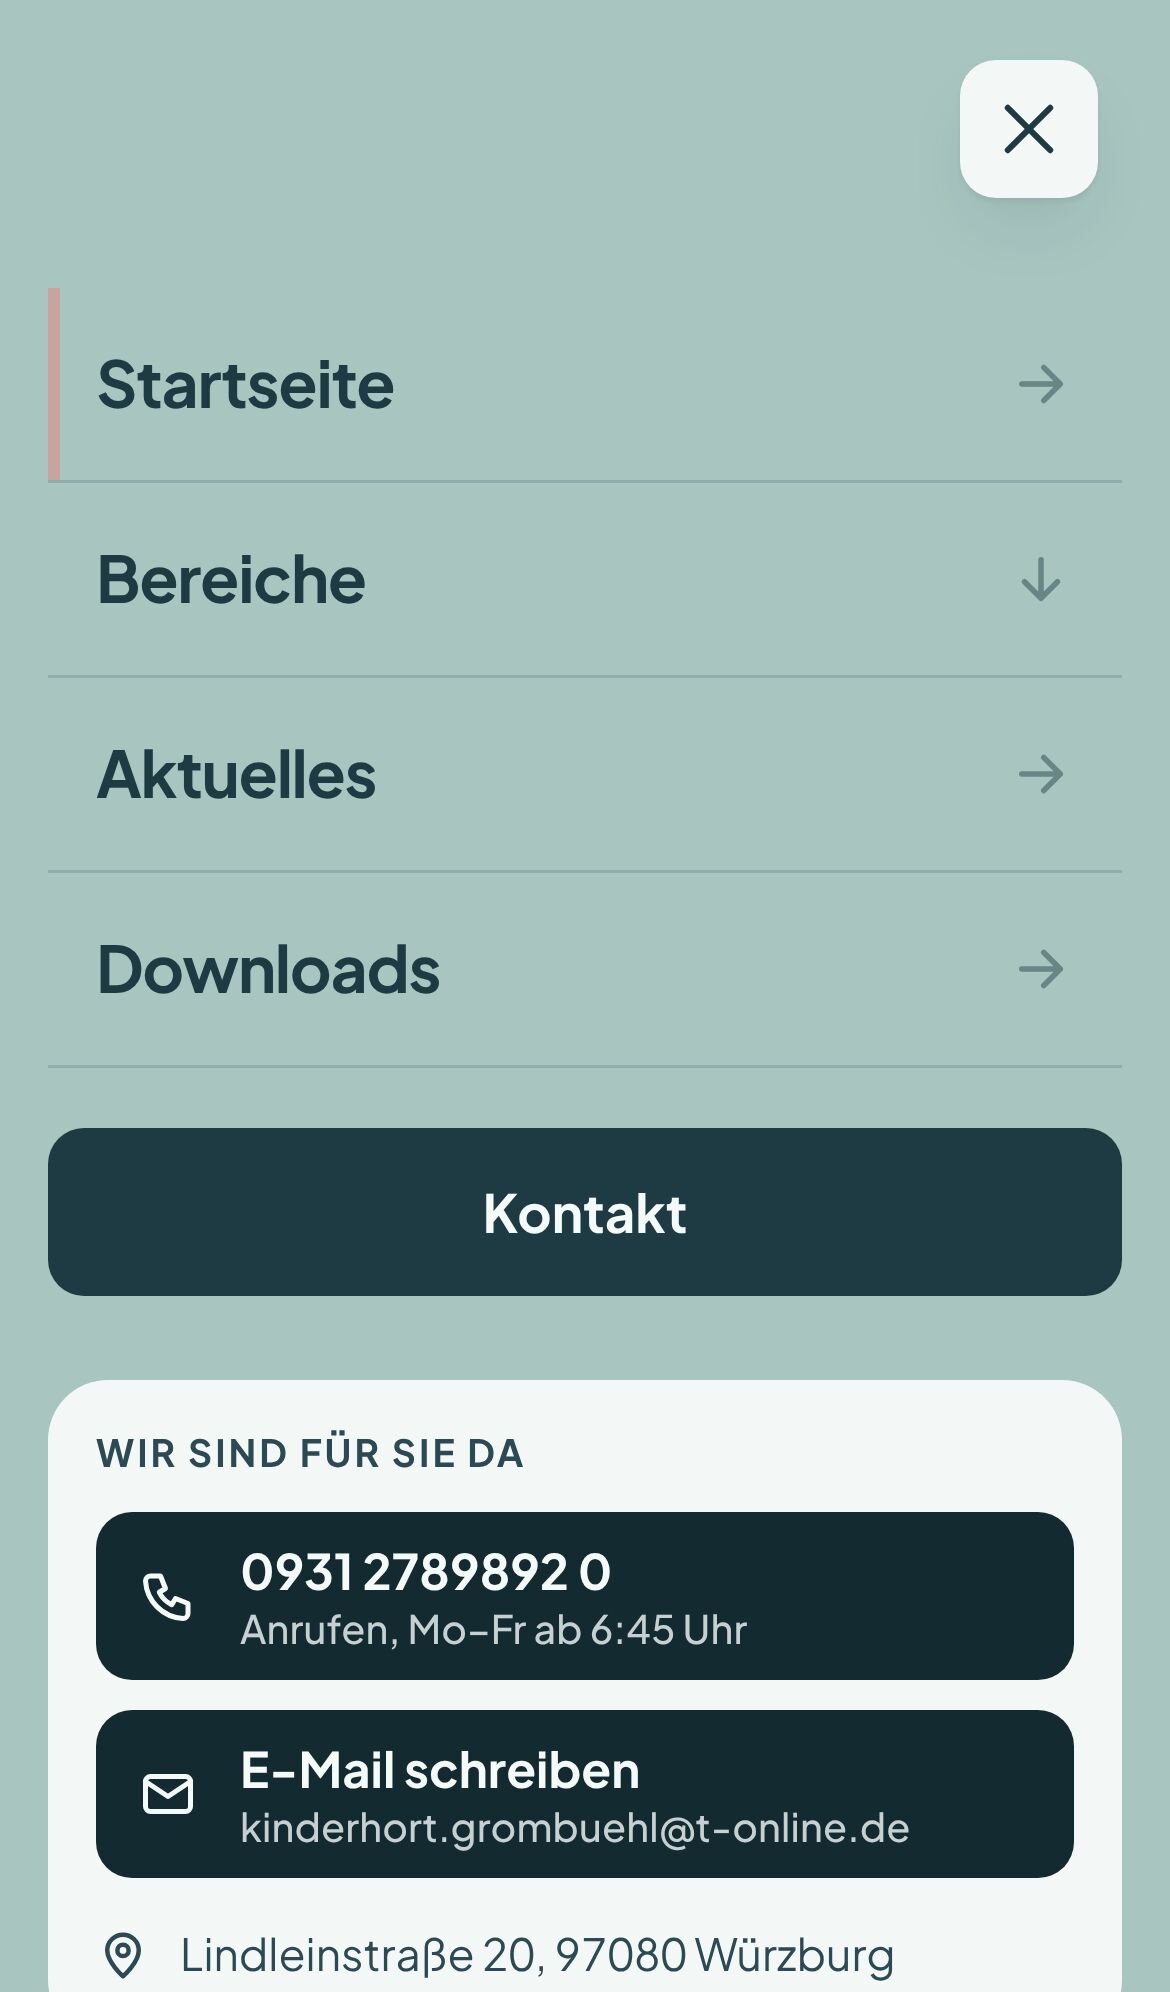 Startseite
Bereiche
Aktuelles
Downloads
Kontakt
WIR SIND FÜR SIE DA
0931 2789892 0
Anrufen, Mo–Fr ab 6:45 Uhr
E-Mail schreiben
kinderhort.grombuehl@t-online.de
Lindleinstraße 20, 97080 Würzburg